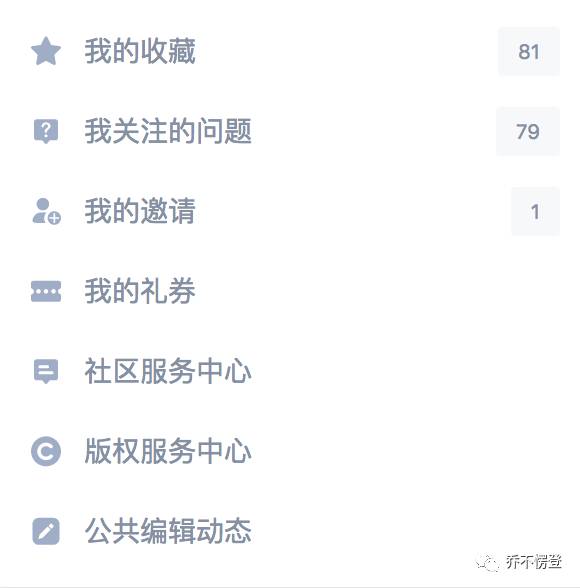 我的收藏 81
我关注的问题 79
我的邀请 1
我的礼券
社区服务中心
版权服务中心
公共编辑动态
乔不愣登